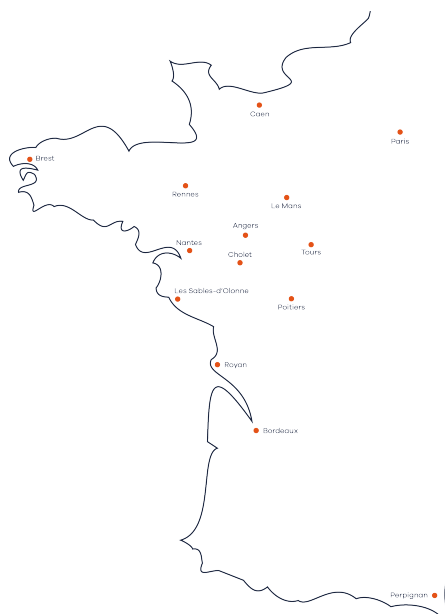 Caen
Paris
Brest
Rennes
Le Mans
Angers
Nantes
Tours
Cholet
Les Sables-d'Olonne
Poitiers
Royan
Bordeaux
Perpignan